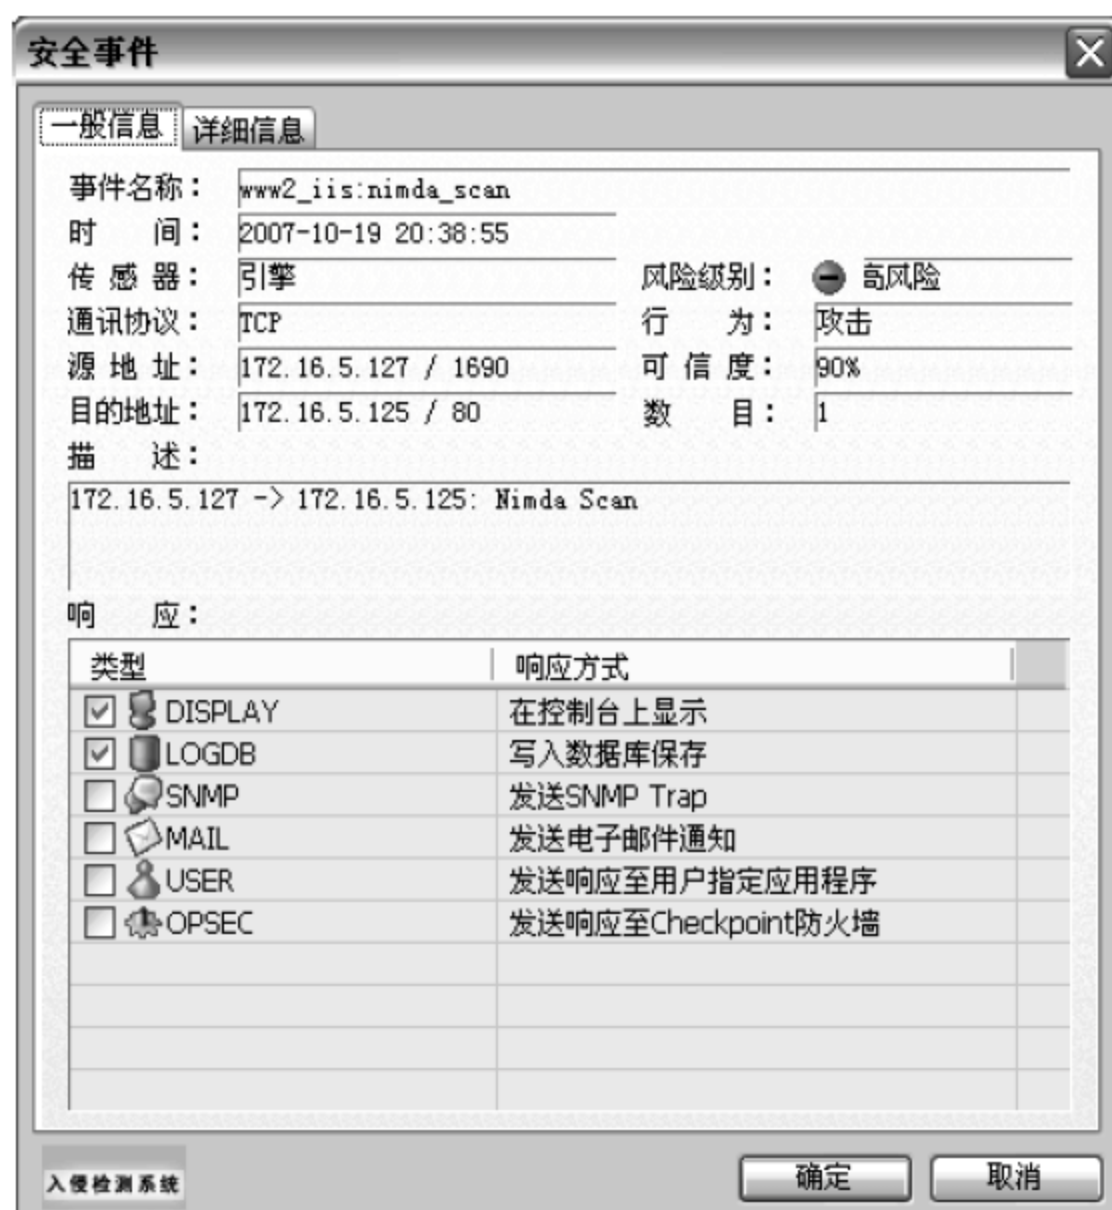 安全事件
一般信息 详细信息
事件名称： www2_iis:nimda_scan
时 间： 2007-10-19 20:38:55
传 感 器： 引擎 风险级别： 高风险
通讯协议： TCP 行 为： 攻击
源 地 址： 172.16.5.127 / 1690 可 信 度： 90%
目的地址： 172.16.5.125 / 80 数 目： 1
描 述：
172.16.5.127 -> 172.16.5.125: Nimda Scan
响 应：
类型 响应方式
DISPLAY 在控制台上显示
LOGDB 写入数据库保存
SNMP 发送SNMP Trap
MAIL 发送电子邮件通知
USER 发送响应至用户指定应用程序
OPSEC 发送响应至Checkpoint防火墙
入侵检测系统 确定 取消